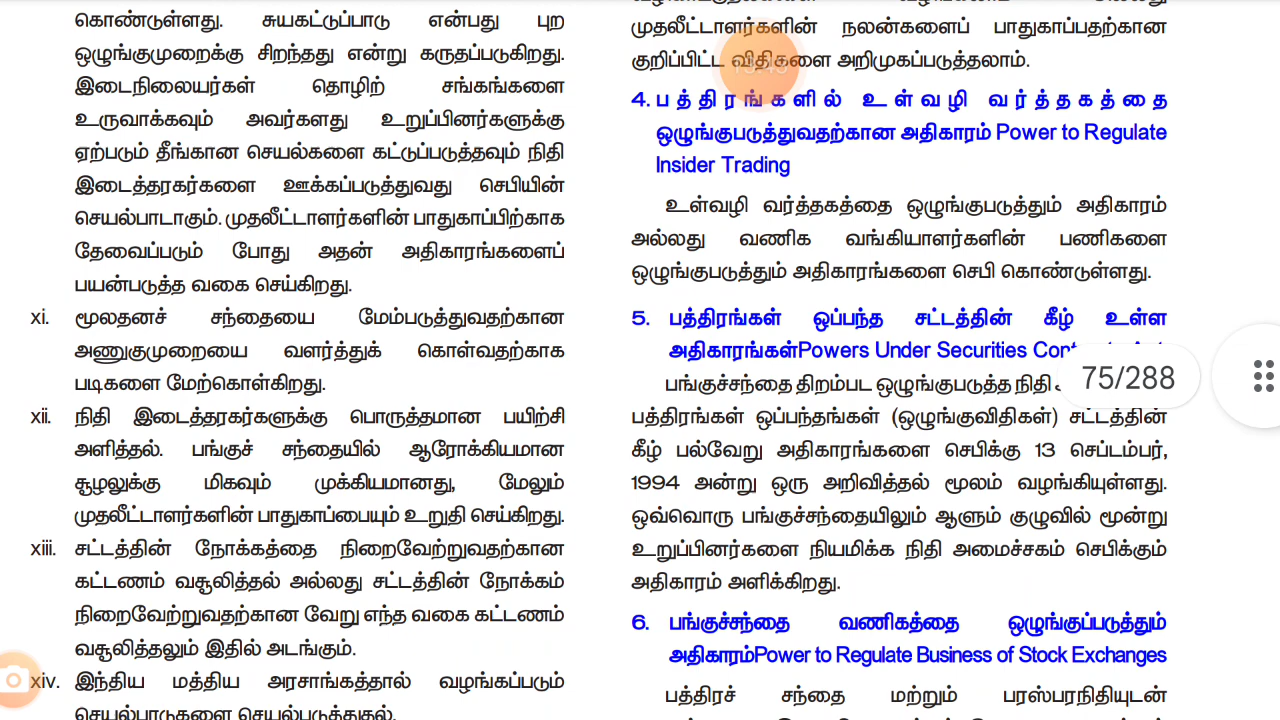 கொண்டுள்ளது. சுயகட்டுப்பாடு என்பது புற
ஒழுங்குமுறைக்கு சிறந்தது என்று கருதப்படுகிறது.
இடைநிலையர்கள் தொழிற் சங்கங்களை
உருவாக்கவும் அவர்களது உறுப்பினர்களுக்கு
ஏற்படும் தீங்கான செயல்களை கட்டுப்படுத்தவும் நிதி
இடைத்தரகர்களை ஊக்கப்படுத்துவது செபியின்
செயல்பாடாகும். முதலீட்டாளர்களின் பாதுகாப்பிற்காக
தேவைப்படும் போது அதன் அதிகாரங்களைப்
பயன்படுத்த வகை செய்கிறது.
xi. மூலதனச் சந்தையை மேம்படுத்துவதற்கான
அணுகுமுறையை வளர்த்துக் கொள்வதற்காக
படிகளை மேற்கொள்கிறது.
xii. நிதி இடைத்தரகர்களுக்கு பொருத்தமான பயிற்சி
அளித்தல். பங்குச் சந்தையில் ஆரோக்கியமான
சூழலுக்கு மிகவும் முக்கியமானது, மேலும்
முதலீட்டாளர்களின் பாதுகாப்பையும் உறுதி செய்கிறது.
xiii. சட்டத்தின் நோக்கத்தை நிறைவேற்றுவதற்கான
கட்டணம் வசூலித்தல் அல்லது சட்டத்தின் நோக்கம்
நிறைவேற்றுவதற்கான வேறு எந்த வகை கட்டணம்
வசூலித்தலும் இதில் அடங்கும்.
xiv. இந்திய மத்திய அரசாங்கத்தால் வழங்கப்படும்
செயல்பாடுகளை செயல்படுத்துதல்.
முதலீட்டாளர்களின் நலன்களைப் பாதுகாப்பதற்கான
குறிப்பிட்ட விதிகளை அறிமுகப்படுத்தலாம்.
4. பத்திரங்களில் உள்வழி வர்த்தகத்தை
ஒழுங்குபடுத்துவதற்கான அதிகாரம் Power to Regulate
Insider Trading
உள்வழி வர்த்தகத்தை ஒழுங்குபடுத்தும் அதிகாரம்
அல்லது வணிக வங்கியாளர்களின் பணிகளை
ஒழுங்குபடுத்தும் அதிகாரங்களை செபி கொண்டுள்ளது.
5. பத்திரங்கள் ஒப்பந்த சட்டத்தின் கீழ் உள்ள
அதிகாரங்கள்Powers Under Securities
பங்குச்சந்தை திறம்பட ஒழுங்குபடுத்த நிதி
75/288
பத்திரங்கள் ஒப்பந்தங்கள் (ஒழுங்குவிதிகள்) சட்டத்தின்
கீழ் பல்வேறு அதிகாரங்களை செபிக்கு 13 செப்டம்பர்,
1994 அன்று ஒரு அறிவித்தல் மூலம் வழங்கியுள்ளது.
ஒவ்வொரு பங்குச்சந்தையிலும் ஆளும் குழுவில் மூன்று
உறுப்பினர்களை நியமிக்க நிதி அமைச்சகம் செபிக்கும்
அதிகாரம் அளிக்கிறது.
6. பங்குச்சந்தை வணிகத்தை ஒழுங்குப்படுத்தும்
அதிகாரம்Power to Regulate Business of Stock Exchanges
பத்திரச் சந்தை மற்றும் பரஸ்பரநிதியுடன்